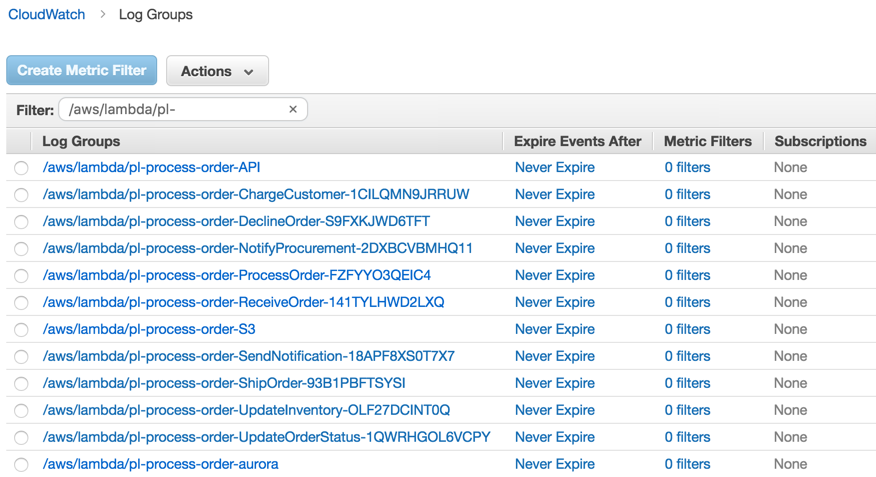 CloudWatch > Log Groups
Create Metric Filter Actions
Filter: /aws/lambda/pl- ×
Log Groups Expire Events After Metric Filters Subscriptions
/aws/lambda/pl-process-order-API Never Expire 0 filters None
/aws/lambda/pl-process-order-ChargeCustomer-1CILQMN9JRRUW Never Expire 0 filters None
/aws/lambda/pl-process-order-DeclineOrder-S9FXKJWD6TFT Never Expire 0 filters None
/aws/lambda/pl-process-order-NotifyProcurement-2DXBCVBMHQ11 Never Expire 0 filters None
/aws/lambda/pl-process-order-ProcessOrder-FZFYYO3QEIC4 Never Expire 0 filters None
/aws/lambda/pl-process-order-ReceiveOrder-141TYLHWD2LXQ Never Expire 0 filters None
/aws/lambda/pl-process-order-S3 Never Expire 0 filters None
/aws/lambda/pl-process-order-SendNotification-18APF8XS0T7X7 Never Expire 0 filters None
/aws/lambda/pl-process-order-ShipOrder-93B1PBFTSYSI Never Expire 0 filters None
/aws/lambda/pl-process-order-UpdateInventory-OLF27DCINT0Q Never Expire 0 filters None
/aws/lambda/pl-process-order-UpdateOrderStatus-1QWRHGOL6VCPY Never Expire 0 filters None
/aws/lambda/pl-process-order-aurora Never Expire 0 filters None